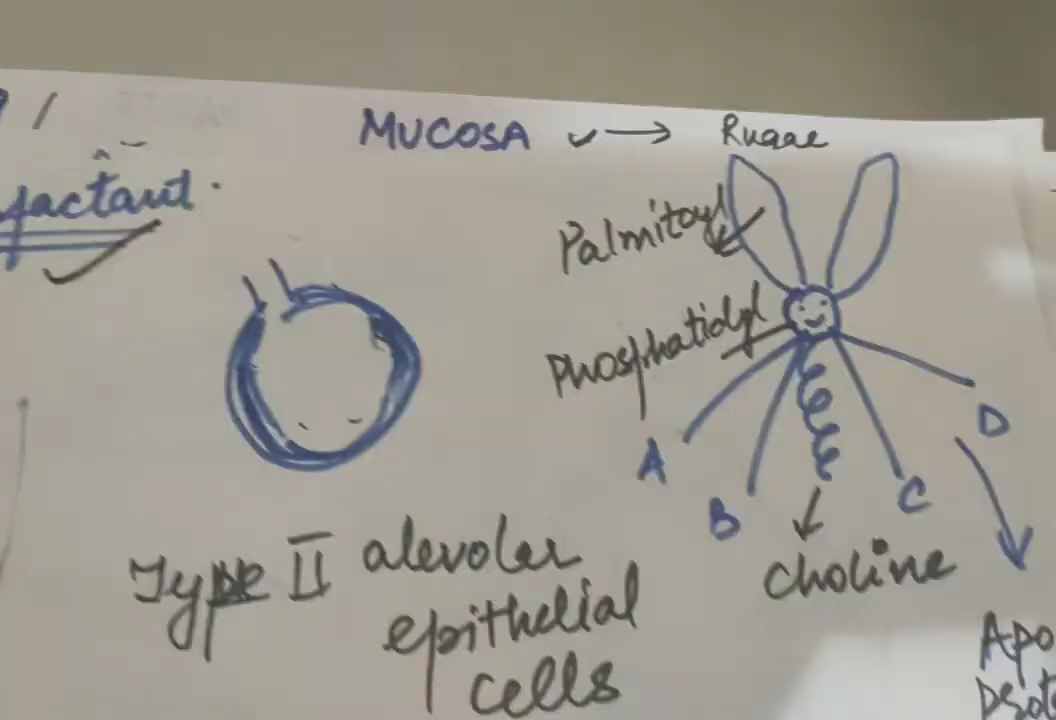 MUCOSA → Rugae
factant.
Palmitoyl
Phosphatidyl
A
B
C
D
choline
Type II alevolar
epithelial
cells
Apo